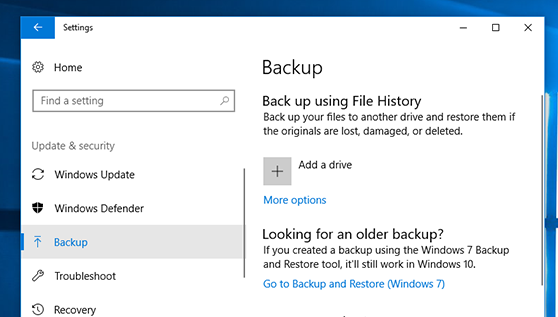 Settings
Home
Find a setting
Update & security
Windows Update
Windows Defender
Backup
Troubleshoot
Recovery
Backup
Back up using File History
Back up your files to another drive and restore them if
the originals are lost, damaged, or deleted.
Add a drive
More options
Looking for an older backup?
If you created a backup using the Windows 7 Backup
and Restore tool, it'll still work in Windows 10.
Go to Backup and Restore (Windows 7)